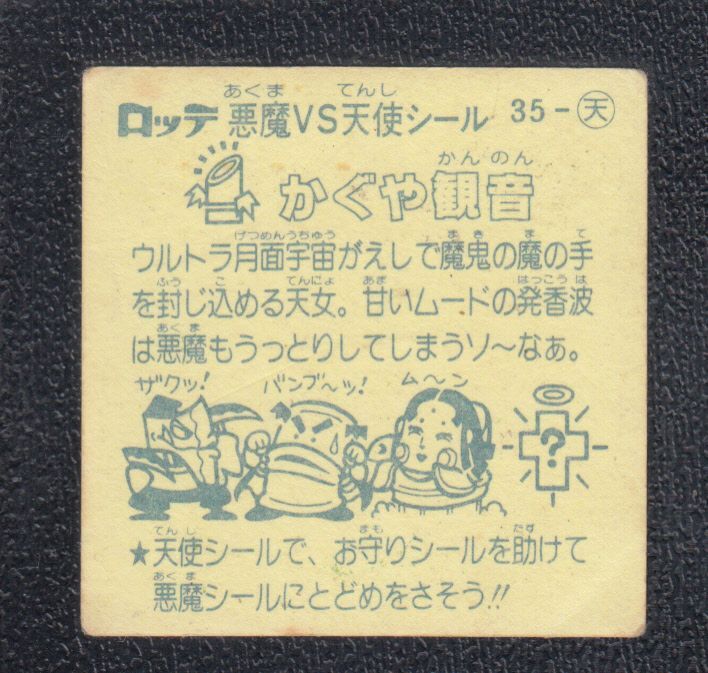 ロッテ 悪魔VS天使シール 35-天
あくま てんし
かぐや観音
かんのん
ウルトラ月面宇宙がえしで魔鬼の魔の手
げつめんうちゅう まき ま て
を封じ込める天女。甘いムードの発香波
ふう こ てんにょ あま はっこうは
は悪魔もうっとりしてしまうソ〜なぁ。
あくま
ザクッ! バンブ〜ッ! ム〜ン
?
★天使シールで、お守りシールを助けて
てんし まも たす
悪魔シールにとどめをさそう!!
あくま